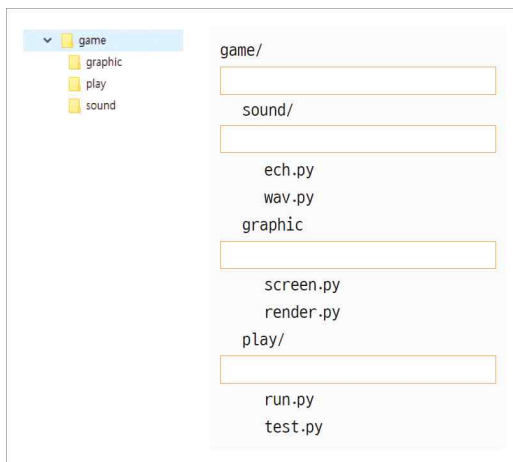 game
graphic
play
sound
game/
sound/
ech.py
wav.py
graphic
screen.py
render.py
play/
run.py
test.py